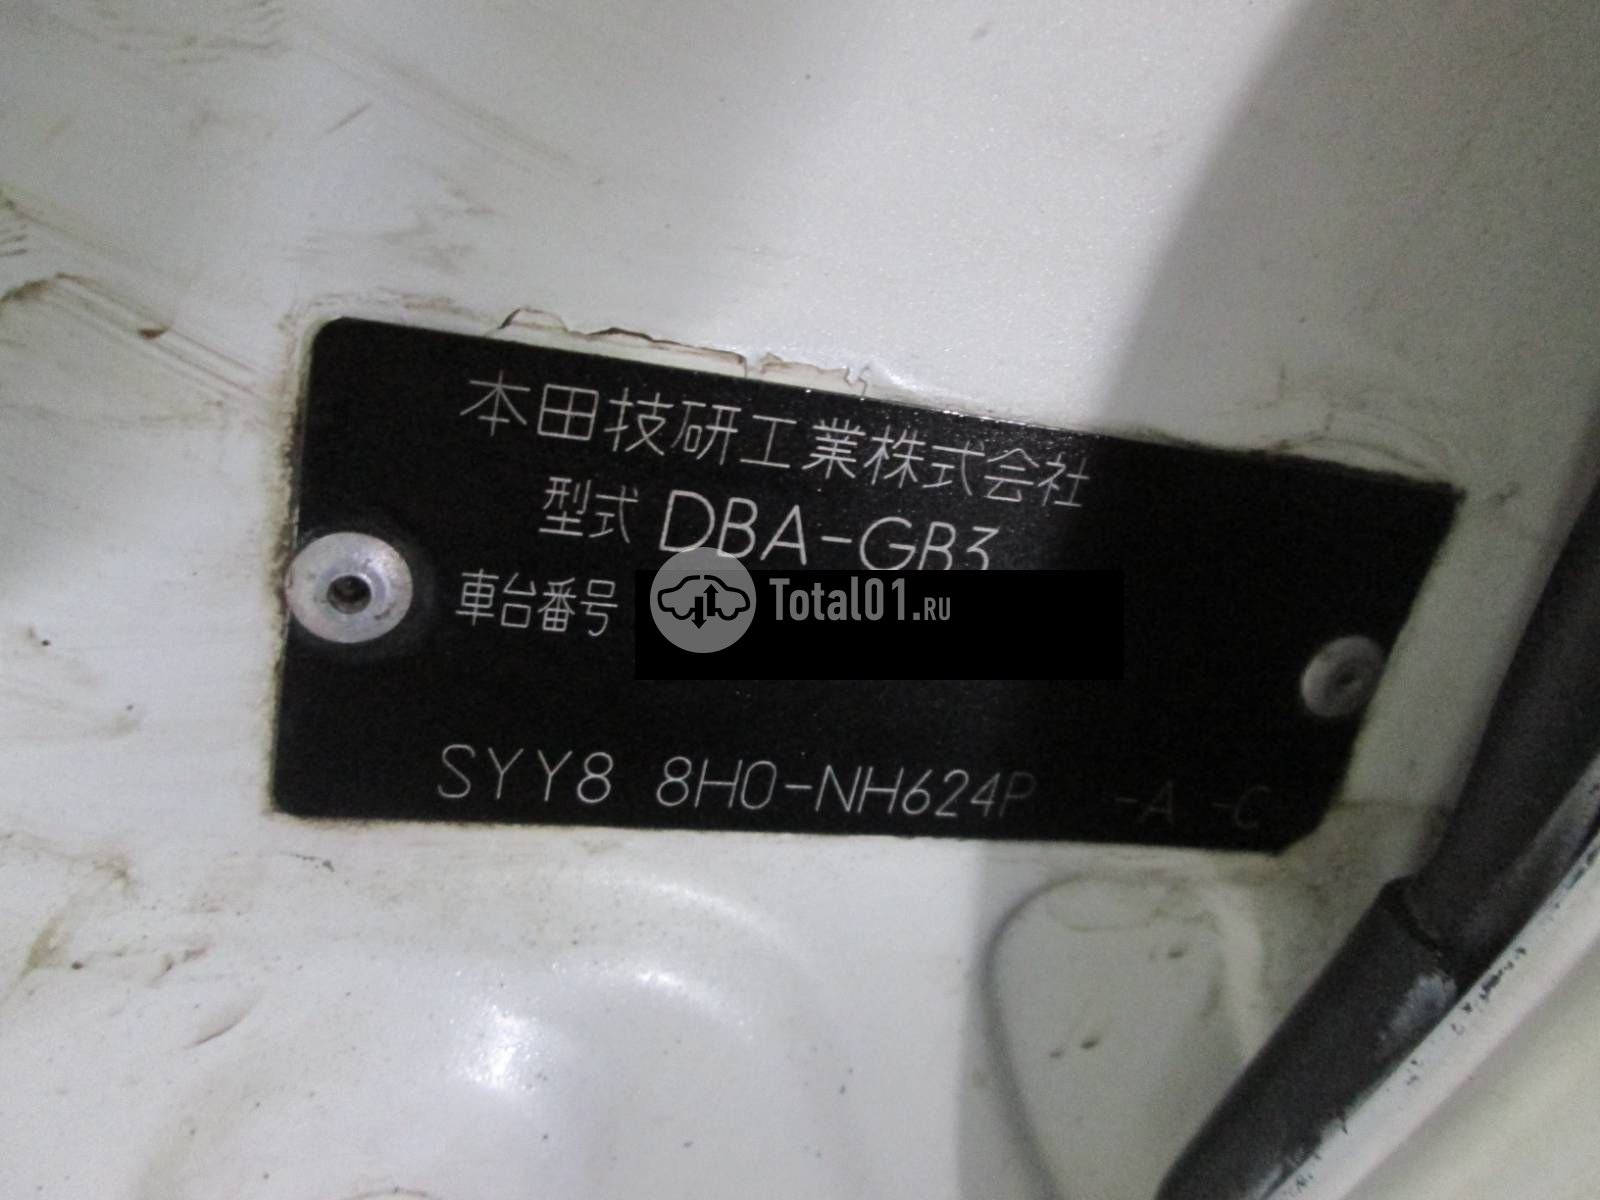 本田技研工業株式会社
型式 DBA-GB3
車台番号
Total01.RU
SYY8 8H0-NH624P -A -C